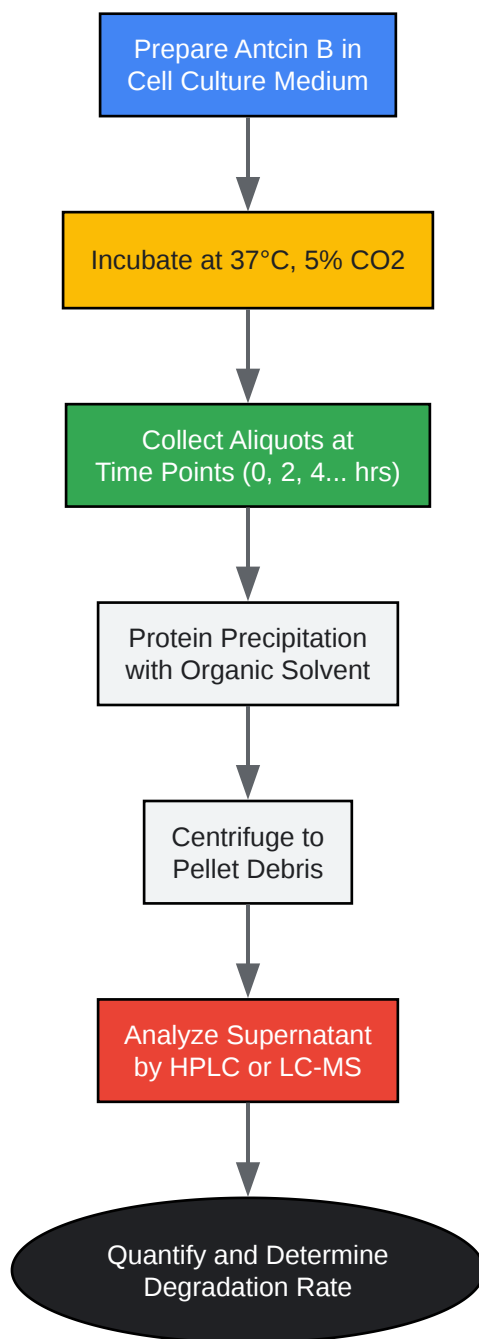 Prepare Antcin B in
Cell Culture Medium
Incubate at 37°C, 5% CO2
Collect Aliquots at
Time Points (0, 2, 4... hrs)
Protein Precipitation
with Organic Solvent
Centrifuge to
Pellet Debris
Analyze Supernatant
by HPLC or LC-MS
Quantify and Determine
Degradation Rate